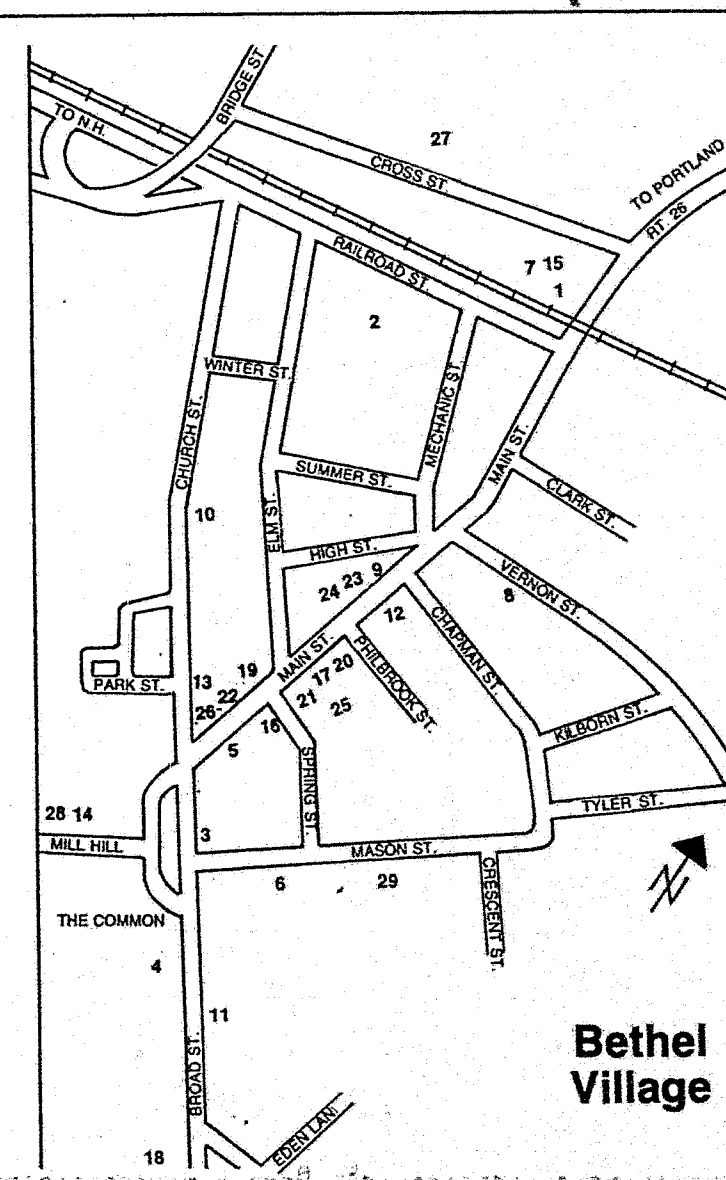 BRIDGE ST
TO N.H.
27
CROSS ST.
TO PORTLAND
RT. 26
RAILROAD ST.
7 15
1
2
WINTER ST.
MECHANIC ST.
CHURCH ST.
MAIN ST.
SUMMER ST.
CLARK ST.
10
ELM ST.
HIGH ST.
24 23 9
VERNON ST.
8
12
CHAPMAN ST.
MAIN ST.
PHILBROOK ST.
13
19
17 20
PARK ST.
26 22
21
25
16
KILBORN ST.
5
SPRING ST.
28 14
TYLER ST.
3
MILL HILL
MASON ST.
6
29
CRESCENT ST.
THE COMMON
4
11
Bethel
Village
BROAD ST.
EDEN LAN
18